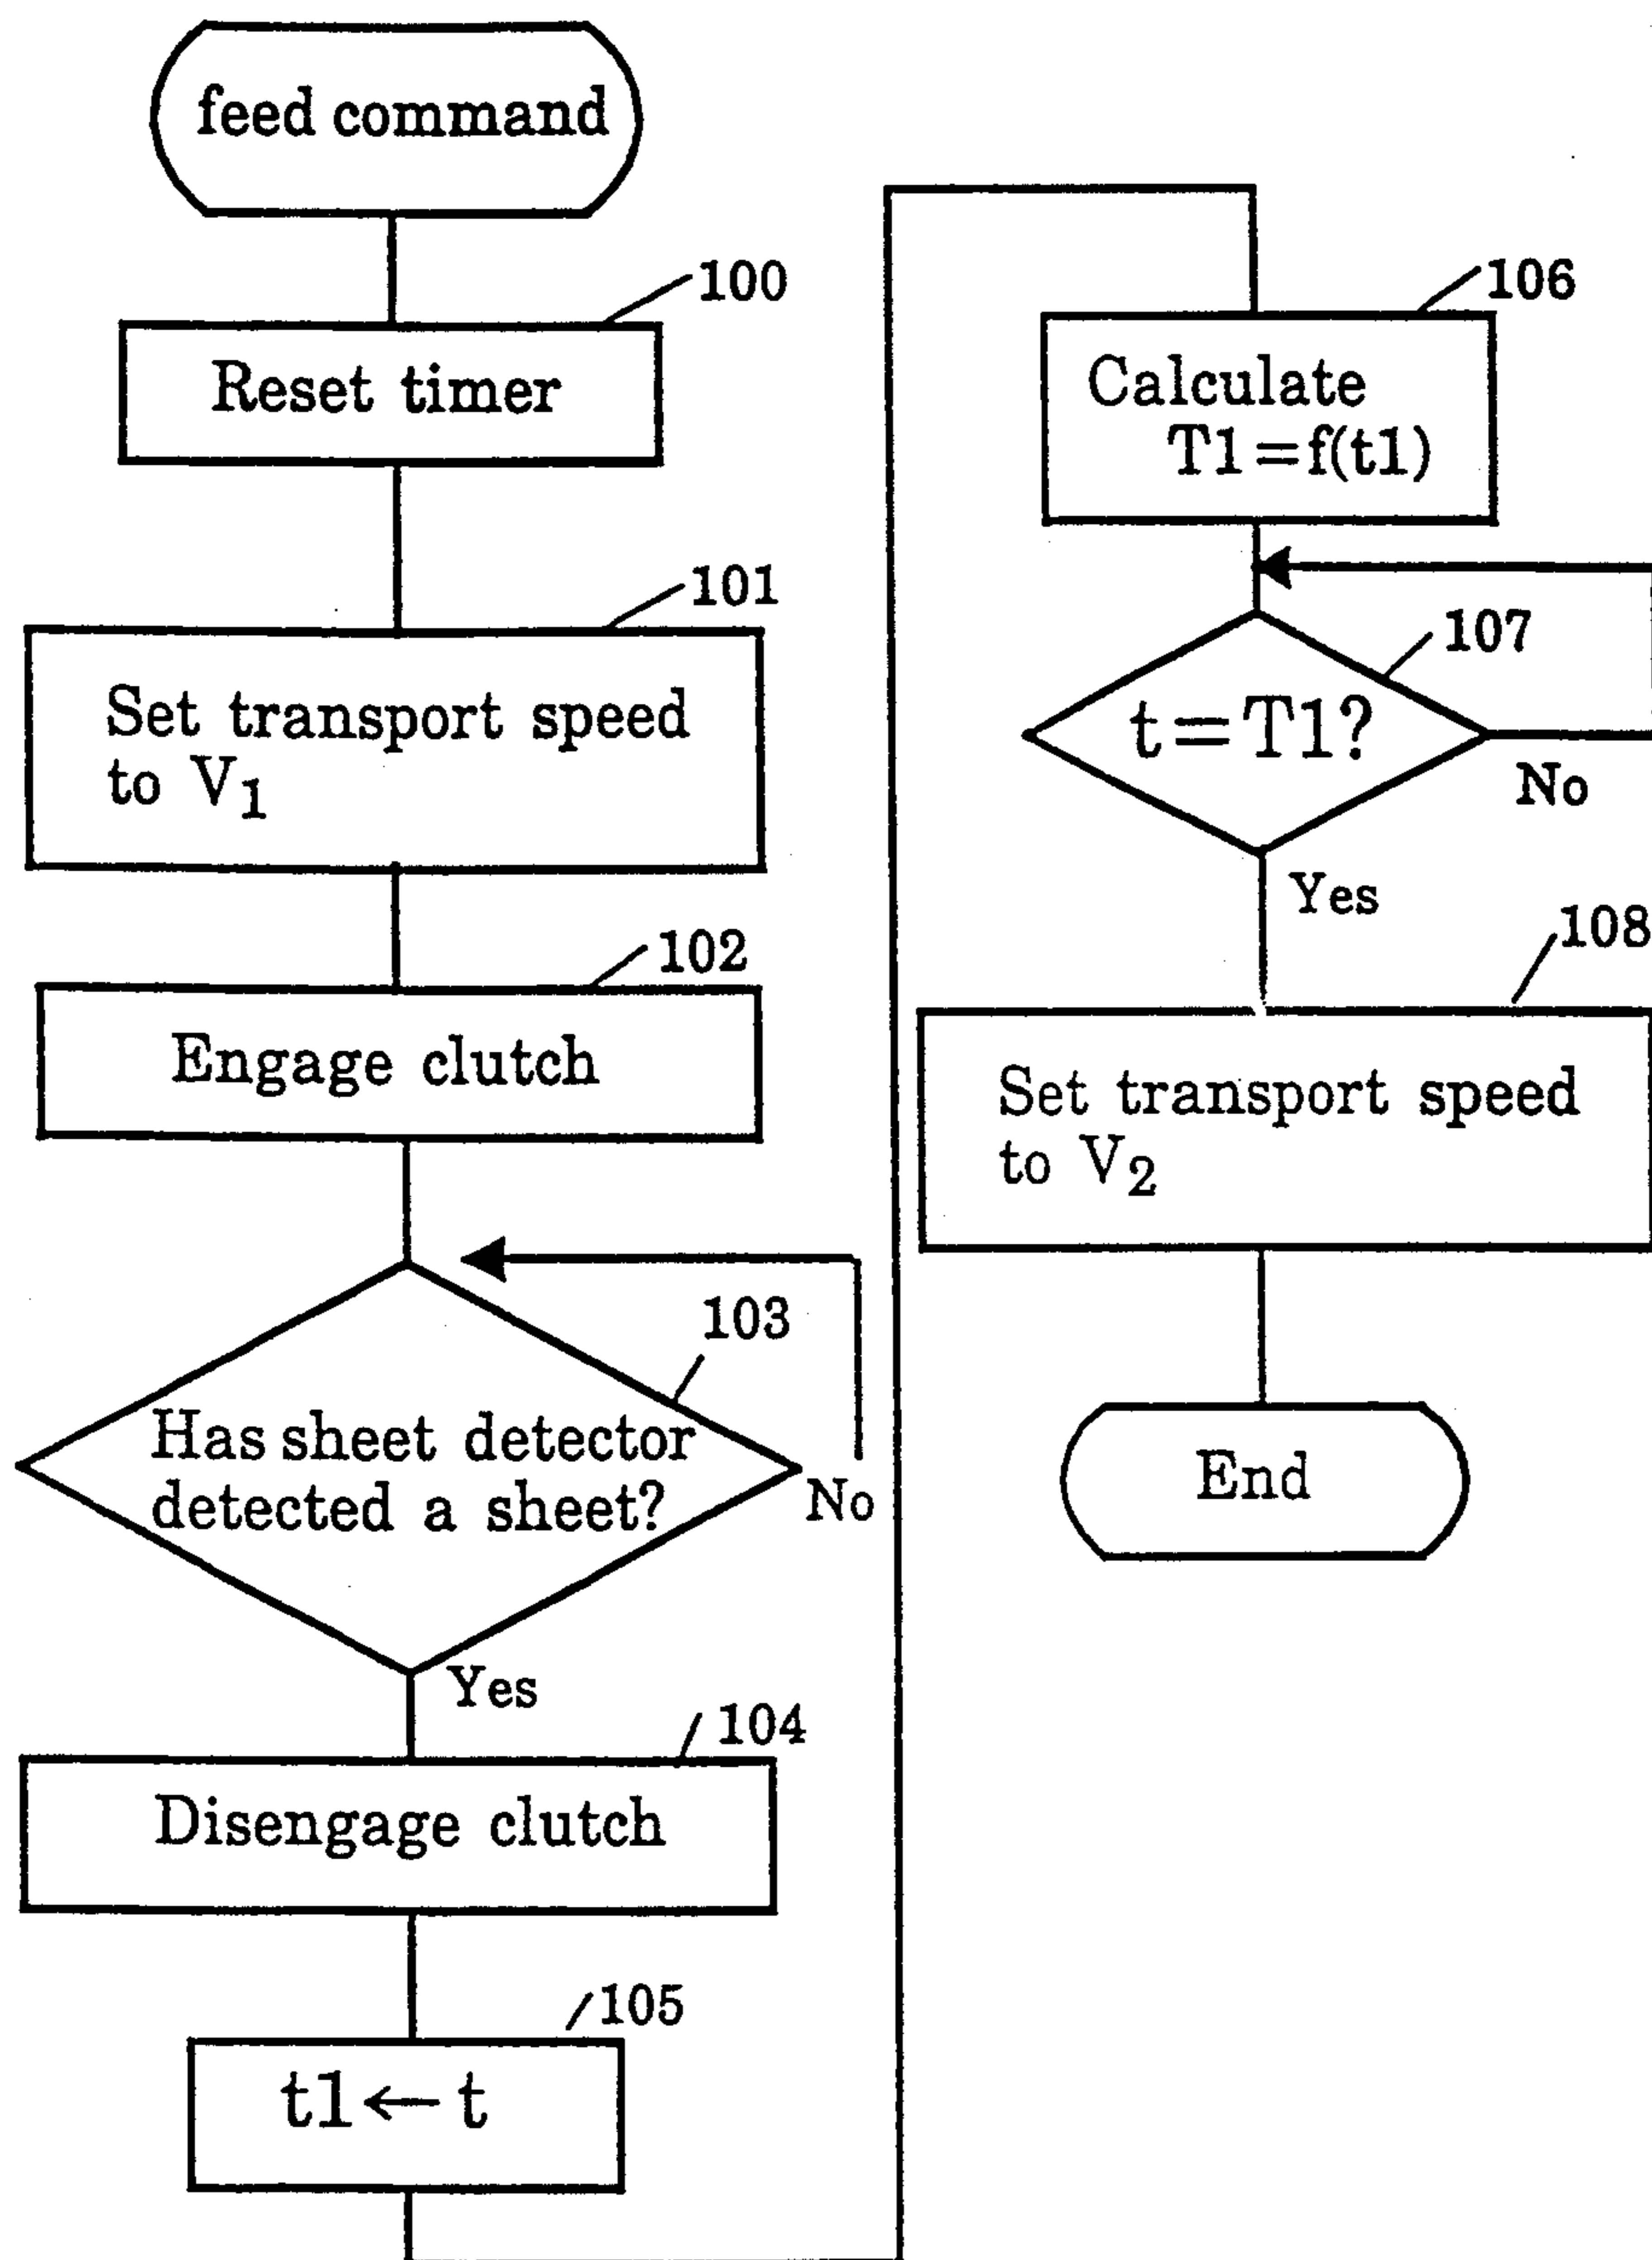 feed command
100
Reset timer
101
Set transport speed
to V₁
102
Engage clutch
103
Has sheet detector
detected a sheet?
No
Yes
104
Disengage clutch
105
t1←t
106
Calculate
T1=f(t1)
107
t=T1?
No
Yes
108
Set transport speed
to V₂
End